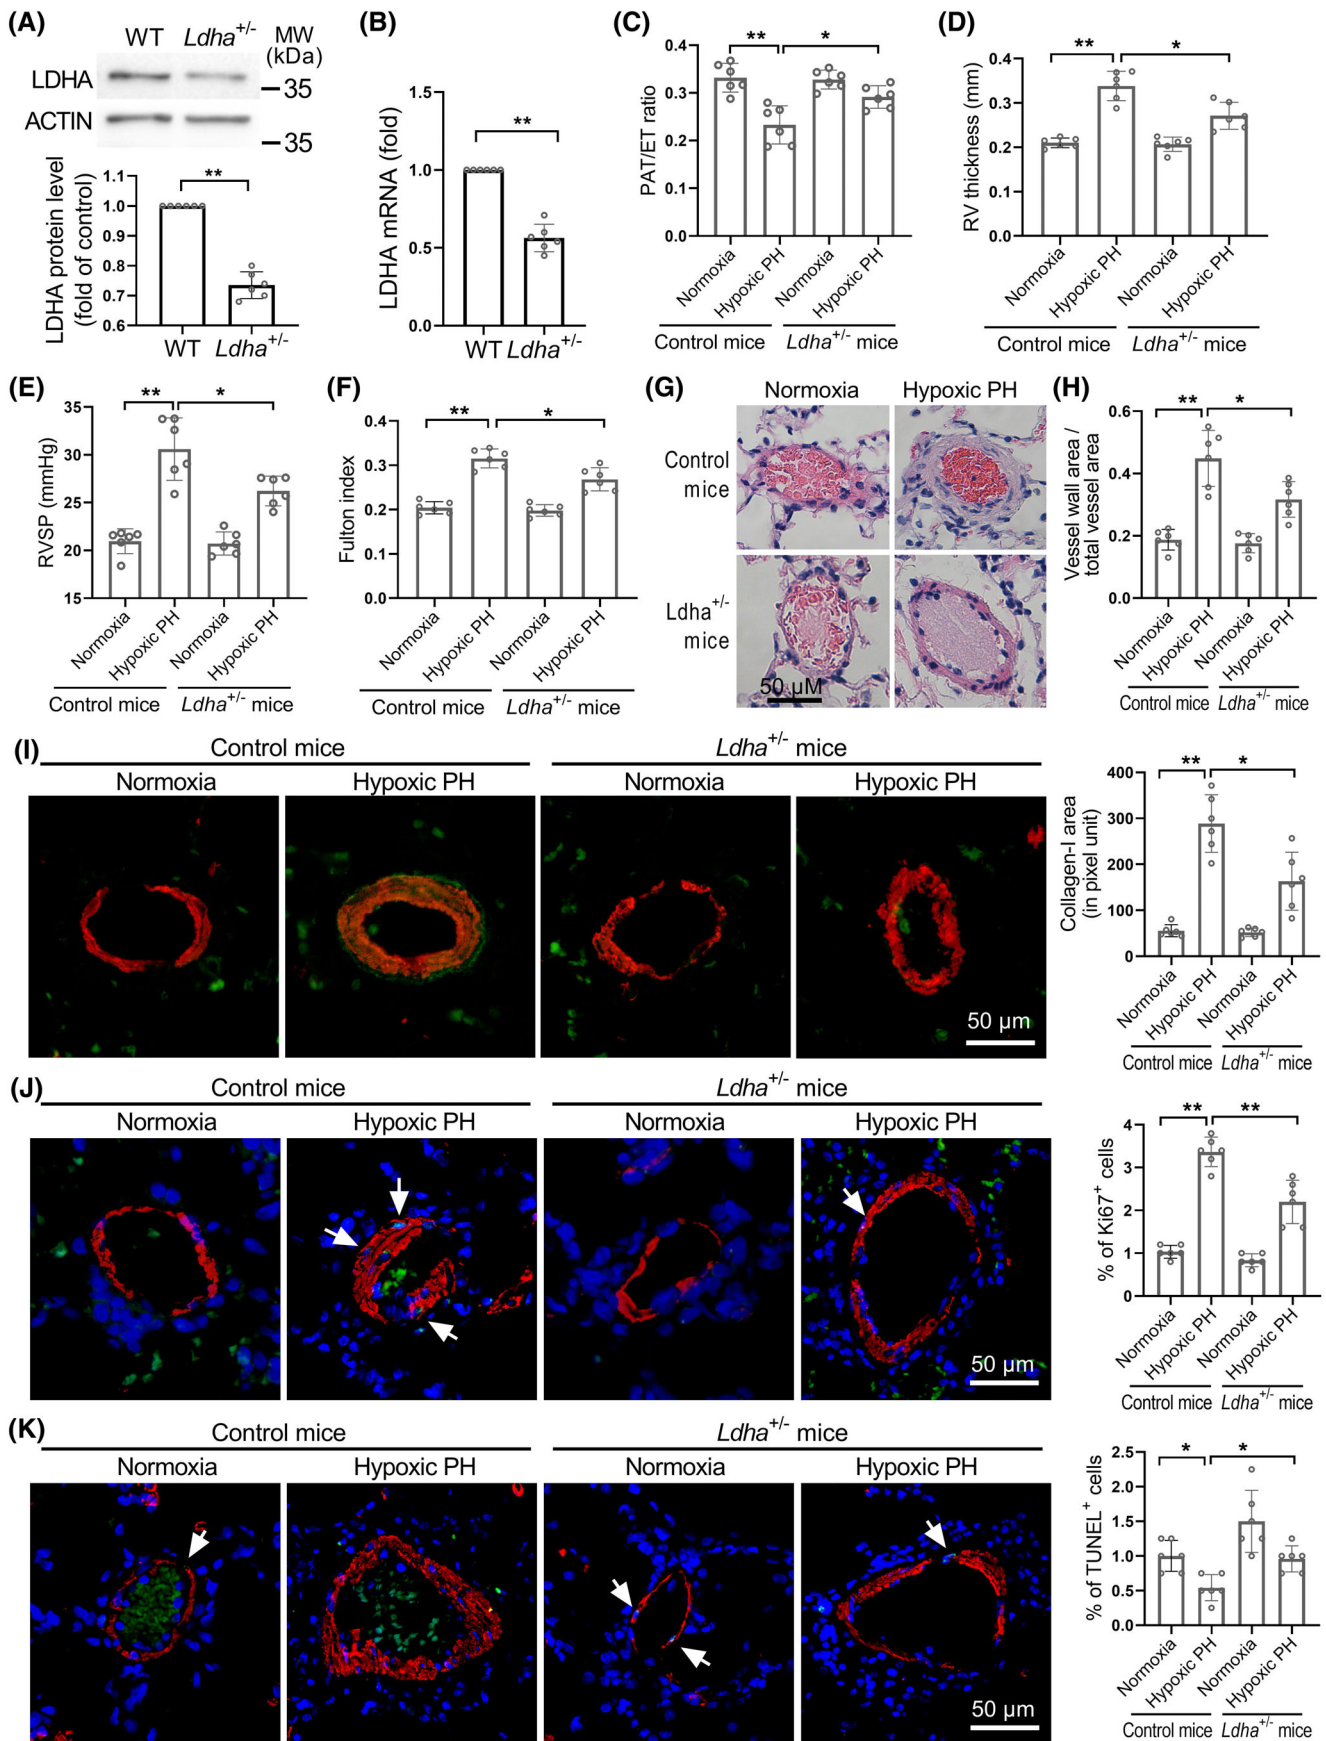 (A)
WT Ldha+/- MW (kDa)
LDHA
35
ACTIN
35
LDHA protein level
(fold of control)
1.1
1.0
0.9
0.8
0.7
0.6
**
WT Ldha+/-
(B)
LDHA mRNA (fold)
1.5
1.0
0.5
0.0
**
WT Ldha+/-
(C)
PAT/ET ratio
0.4
0.3
0.2
0.1
0.0
** *
Normoxia Hypoxic PH Normoxia Hypoxic PH
Control mice Ldha+/- mice
(D)
RV thickness (mm)
0.4
0.3
0.2
0.1
0.0
** *
Normoxia Hypoxic PH Normoxia Hypoxic PH
Control mice Ldha+/- mice
(E)
RVSP (mmHg)
35
30
25
20
15
** *
Normoxia Hypoxic PH Normoxia Hypoxic PH
Control mice Ldha+/- mice
(F)
Fulton index
0.4
0.3
0.2
0.1
0.0
** *
Normoxia Hypoxic PH Normoxia Hypoxic PH
Control mice Ldha+/- mice
(G)
Normoxia Hypoxic PH
Control
mice
Ldha+/-
mice
50 µM
(H)
Vessel wall area /
total vessel area
0.6
0.4
0.2
0.0
** *
Normoxia Hypoxic PH Normoxia Hypoxic PH
Control mice Ldha+/- mice
(I)
Control mice Ldha+/- mice
Normoxia Hypoxic PH Normoxia Hypoxic PH
50 µm
Collagen-I area
(in pixel unit)
400
300
200
100
0
** *
Normoxia Hypoxic PH Normoxia Hypoxic PH
Control mice Ldha+/- mice
(J)
Control mice Ldha+/- mice
Normoxia Hypoxic PH Normoxia Hypoxic PH
50 µm
% of Ki67+ cells
4
3
2
1
0
** **
Normoxia Hypoxic PH Normoxia Hypoxic PH
Control mice Ldha+/- mice
(K)
Control mice Ldha+/- mice
Normoxia Hypoxic PH Normoxia Hypoxic PH
50 µm
% of TUNEL+ cells
2.5
2.0
1.5
1.0
0.5
0.0
* *
Normoxia Hypoxic PH Normoxia Hypoxic PH
Control mice Ldha+/- mice